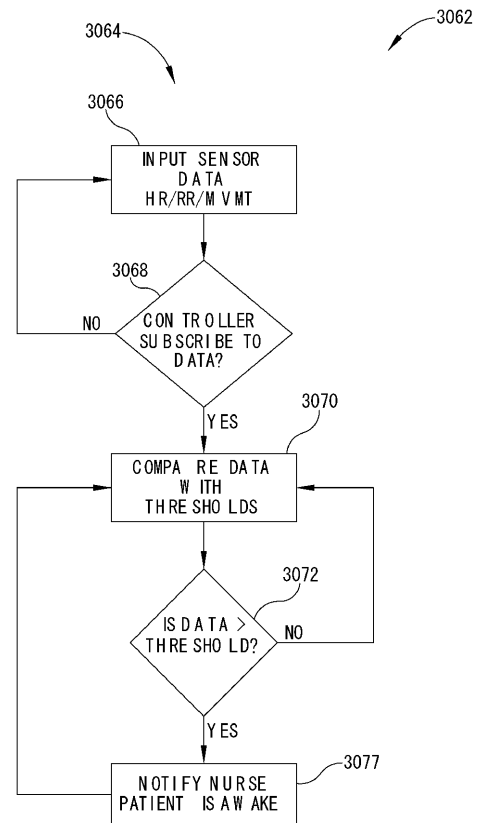 3064
3062
3066
INPUT SENSOR
DATA
HR/RR/MVMT
3068
NO
CONTROLLER
SUBSCRIBE TO
DATA?
YES
3070
COMPARE DATA
WITH
THRESHOLDS
3072
IS DATA >
THRESHOLD?
NO
YES
3077
NOTIFY NURSE
PATIENT IS AWAKE